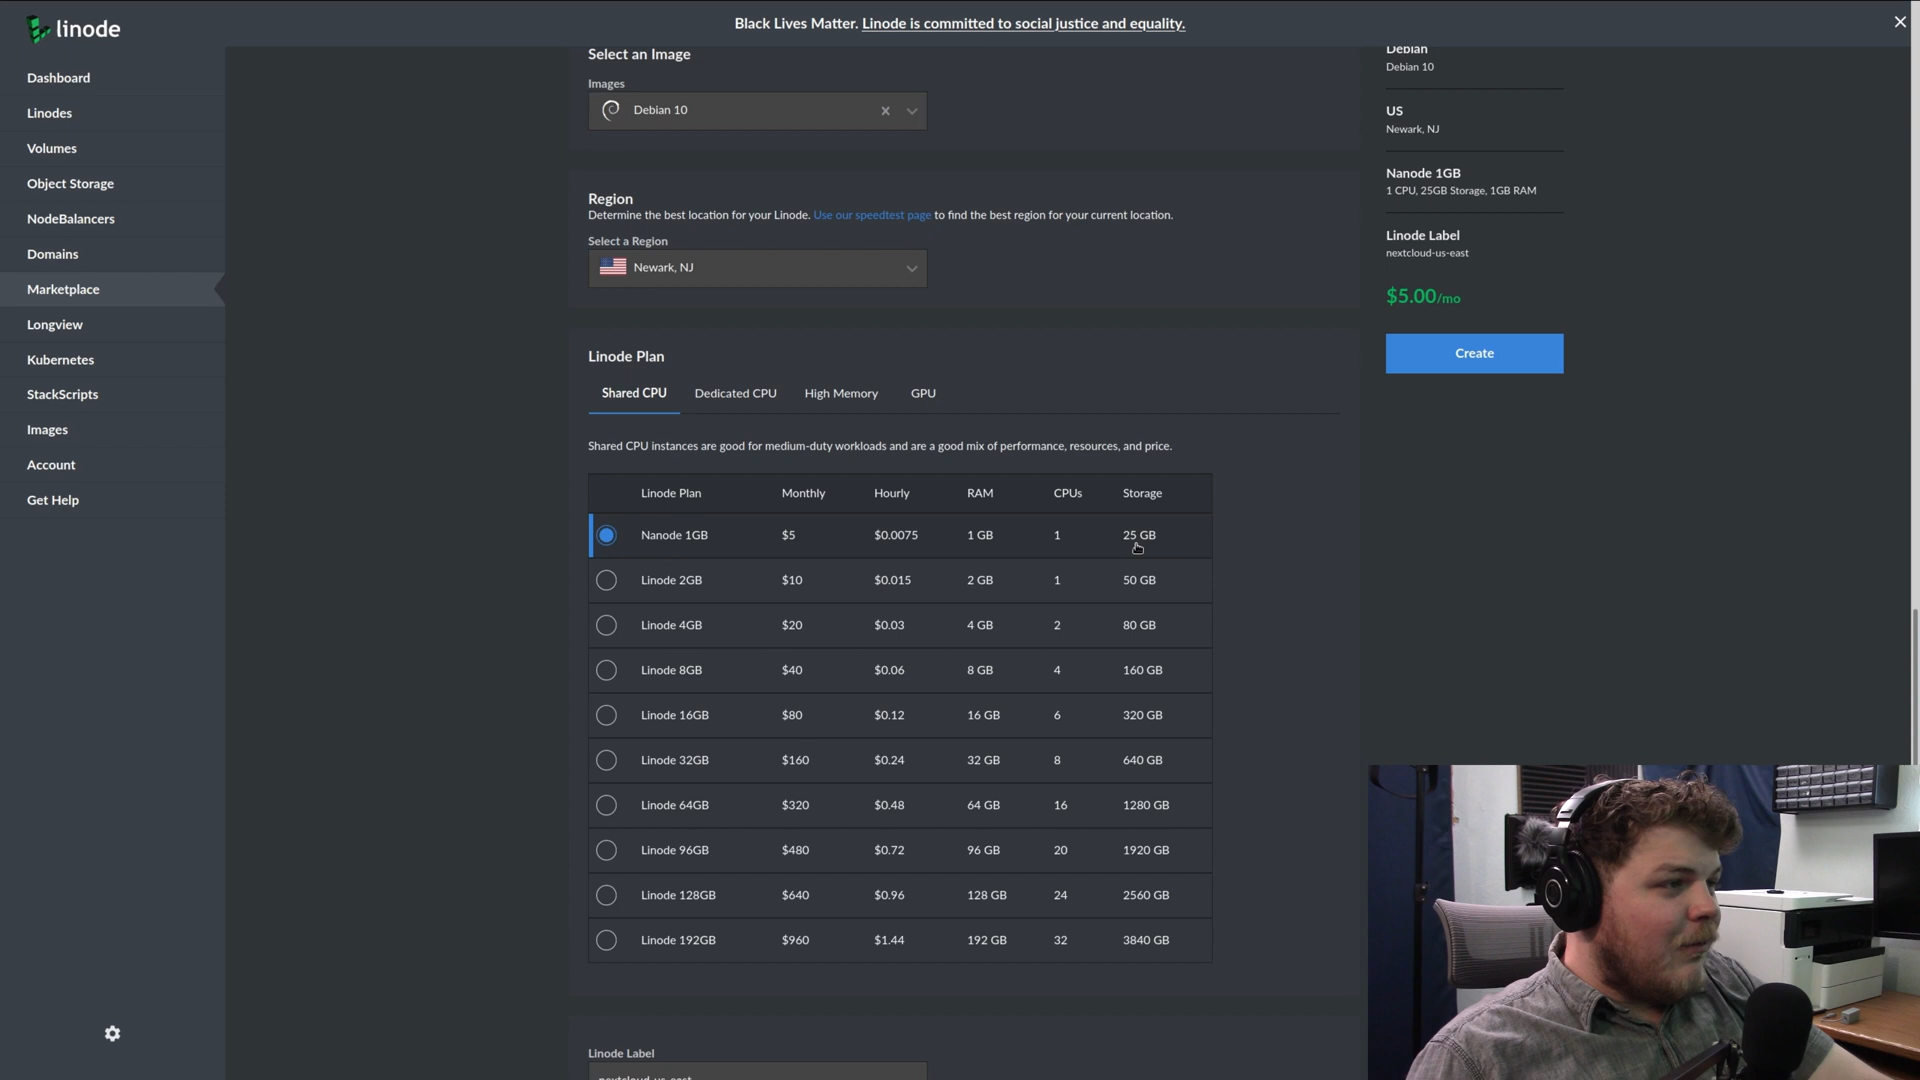 linode
Black Lives Matter. Linode is committed to social justice and equality.
Dashboard
Linodes
Volumes
Object Storage
NodeBalancers
Domains
Marketplace
Longview
Kubernetes
StackScripts
Images
Account
Get Help
Select an Image
Images
Debian 10
Region
Determine the best location for your Linode. Use our speedtest page to find the best region for your current location.
Select a Region
Newark, NJ
Linode Plan
Shared CPU Dedicated CPU High Memory GPU
Shared CPU instances are good for medium-duty workloads and are a good mix of performance, resources, and price.
Linode Plan Monthly Hourly RAM CPUs Storage
Nanode 1GB $5 $0.0075 1 GB 1 25 GB
Linode 2GB $10 $0.015 2 GB 1 50 GB
Linode 4GB $20 $0.03 4 GB 2 80 GB
Linode 8GB $40 $0.06 8 GB 4 160 GB
Linode 16GB $80 $0.12 16 GB 6 320 GB
Linode 32GB $160 $0.24 32 GB 8 640 GB
Linode 64GB $320 $0.48 64 GB 16 1280 GB
Linode 96GB $480 $0.72 96 GB 20 1920 GB
Linode 128GB $640 $0.96 128 GB 24 2560 GB
Linode 192GB $960 $1.44 192 GB 32 3840 GB
Linode Label
nextcloud-us-east
Debian
Debian 10
US
Newark, NJ
Nanode 1GB
1 CPU, 25GB Storage, 1GB RAM
Linode Label
nextcloud-us-east
$5.00/mo
Create